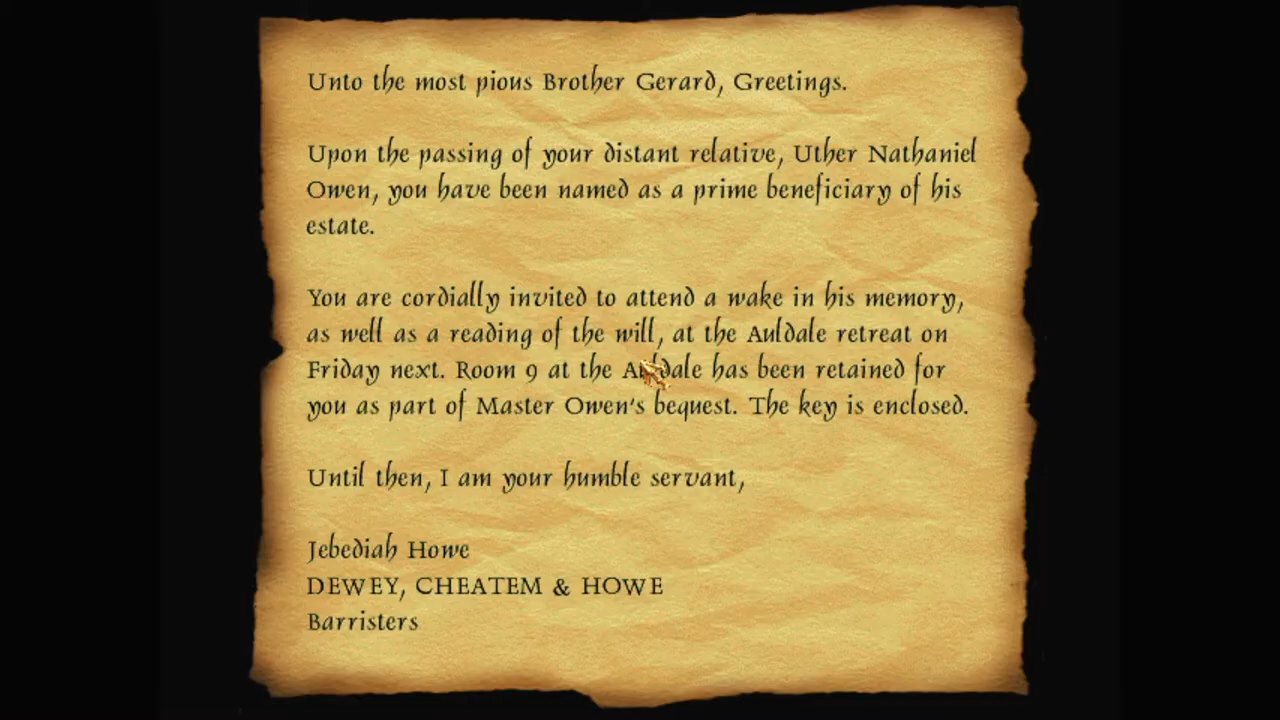 Unto the most pious Brother Gerard, Greetings.
Upon the passing of your distant relative, Uther Nathaniel
Owen, you have been named as a prime beneficiary of his
estate.
You are cordially invited to attend a wake in his memory,
as well as a reading of the will, at the Auldale retreat on
Friday next. Room 9 at the Auldale has been retained for
you as part of Master Owen's bequest. The key is enclosed.
Until then, I am your humble servant,
Jebediah Howe
DEWEY, CHEATEM & HOWE
Barristers